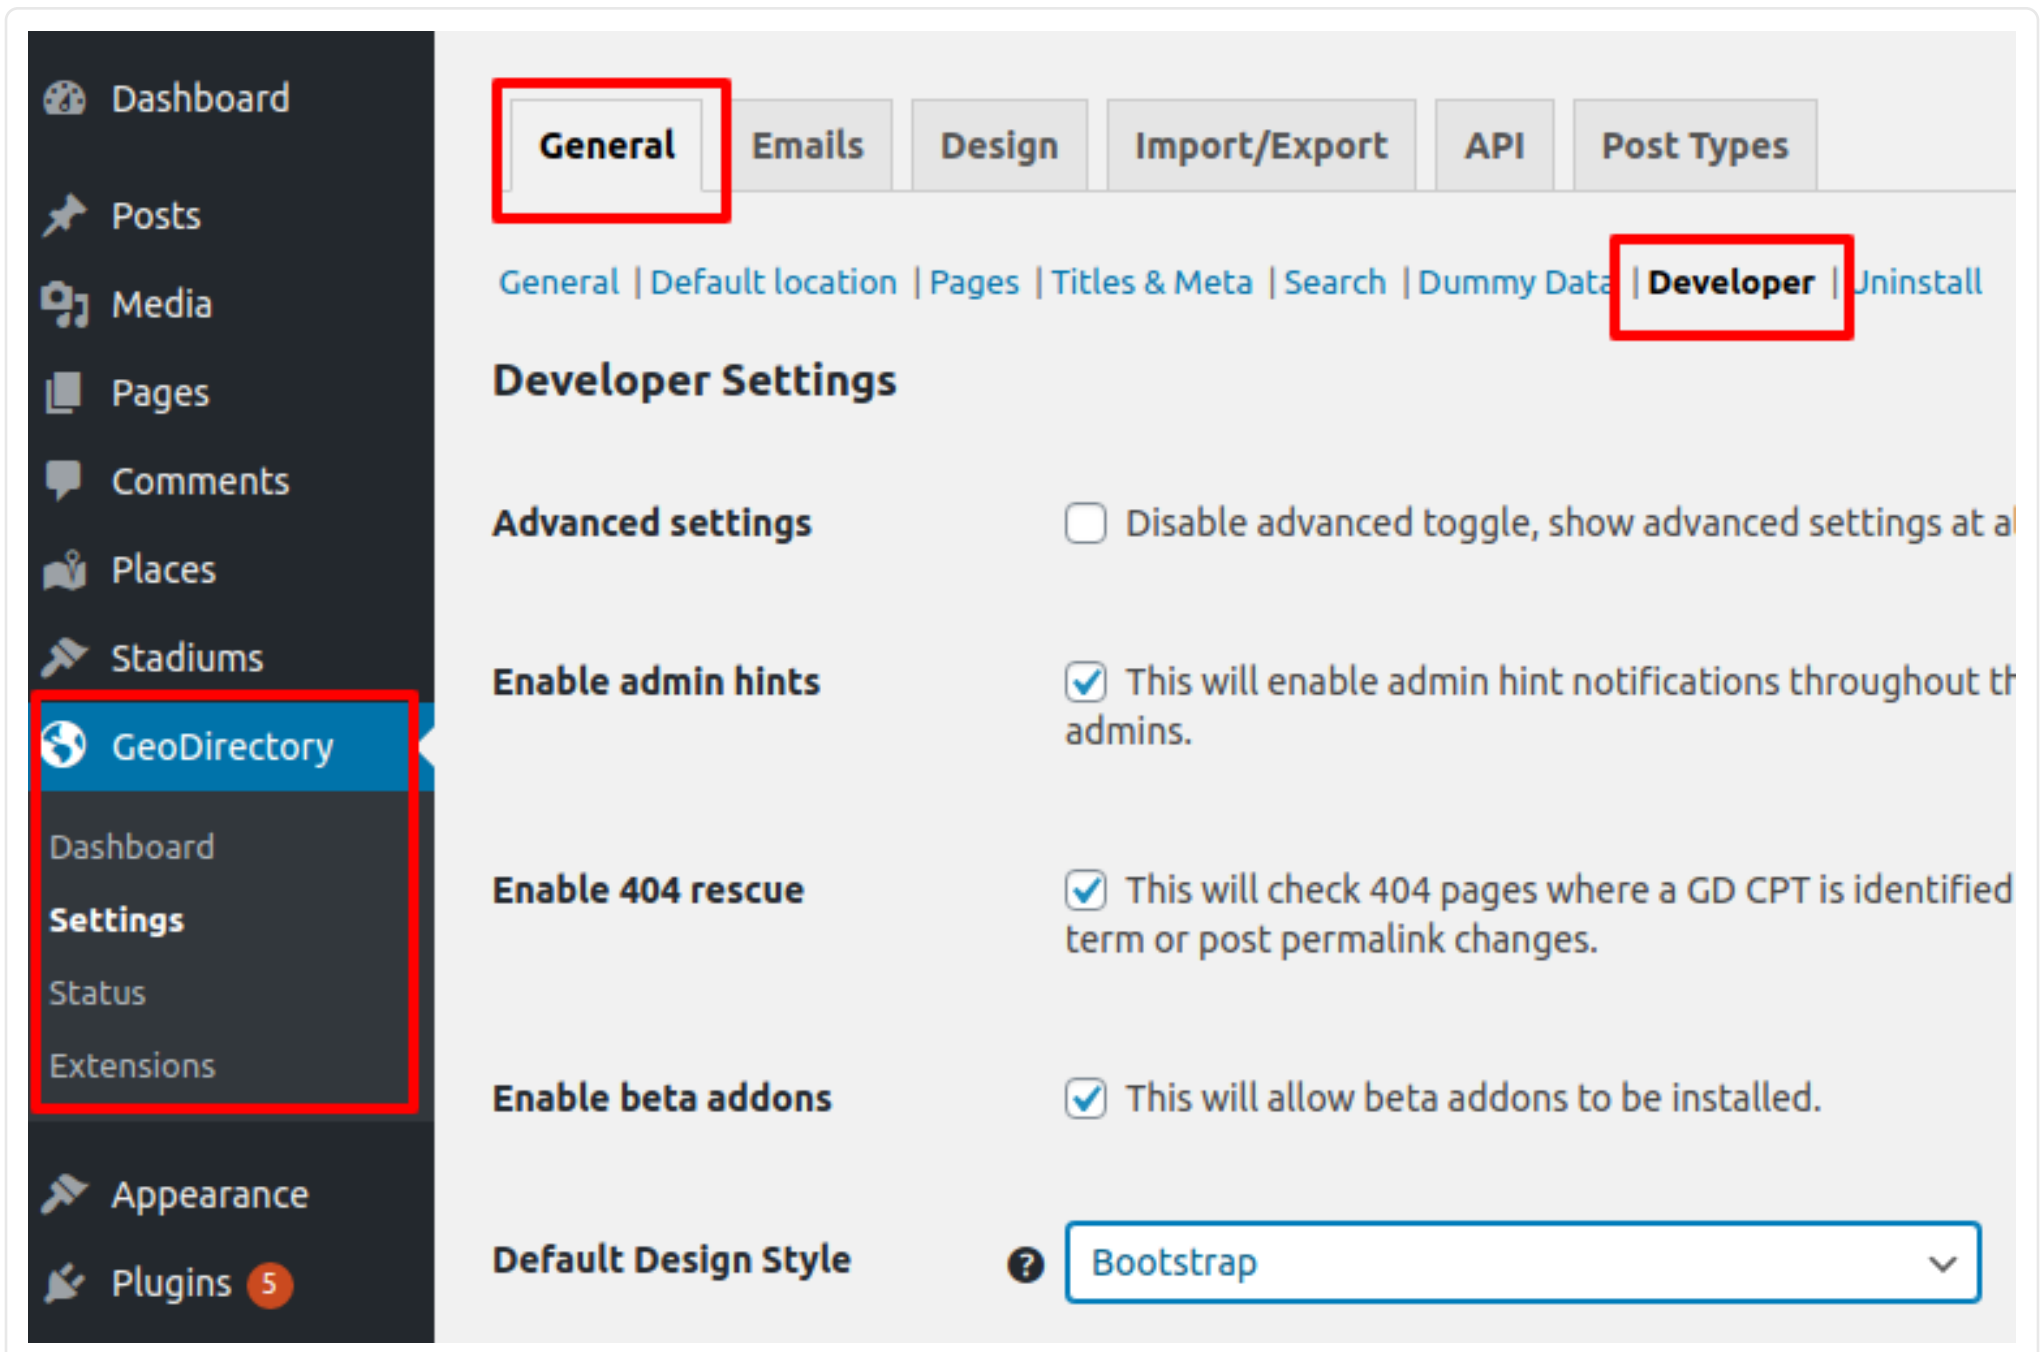 Dashboard
Posts
Media
Pages
Comments
Places
Stadiums
GeoDirectory
Dashboard
Settings
Status
Extensions
Appearance
Plugins 5
General Emails Design Import/Export API Post Types
General | Default location | Pages | Titles & Meta | Search | Dummy Data | Developer | Uninstall
Developer Settings
Advanced settings
Disable advanced toggle, show advanced settings at
Enable admin hints
This will enable admin hint notifications throughout
admins.
Enable 404 rescue
This will check 404 pages where a GD CPT is identified
term or post permalink changes.
Enable beta addons
This will allow beta addons to be installed.
Default Design Style
? Bootstrap